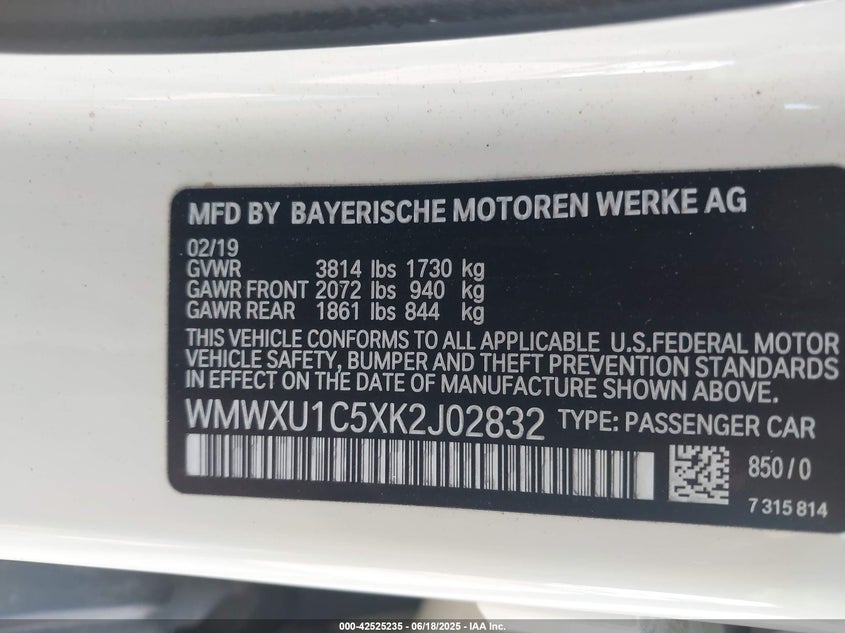 MFD BY BAYERISCHE MOTOREN WERKE AG
02/19
GVWR 3814 lbs 1730 kg
GAWR FRONT 2072 lbs 940 kg
GAWR REAR 1861 lbs 844 kg
THIS VEHICLE CONFORMS TO ALL APPLICABLE U.S.FEDERAL MOTOR
VEHICLE SAFETY, BUMPER AND THEFT PREVENTION STANDARDS
IN EFFECT ON THE DATE OF MANUFACTURE SHOWN ABOVE.
WMWXU1C5XK2J02832 TYPE: PASSENGER CAR
850/0
7 315 814
000-42525235 - 06/18/2025 - IAA Inc.